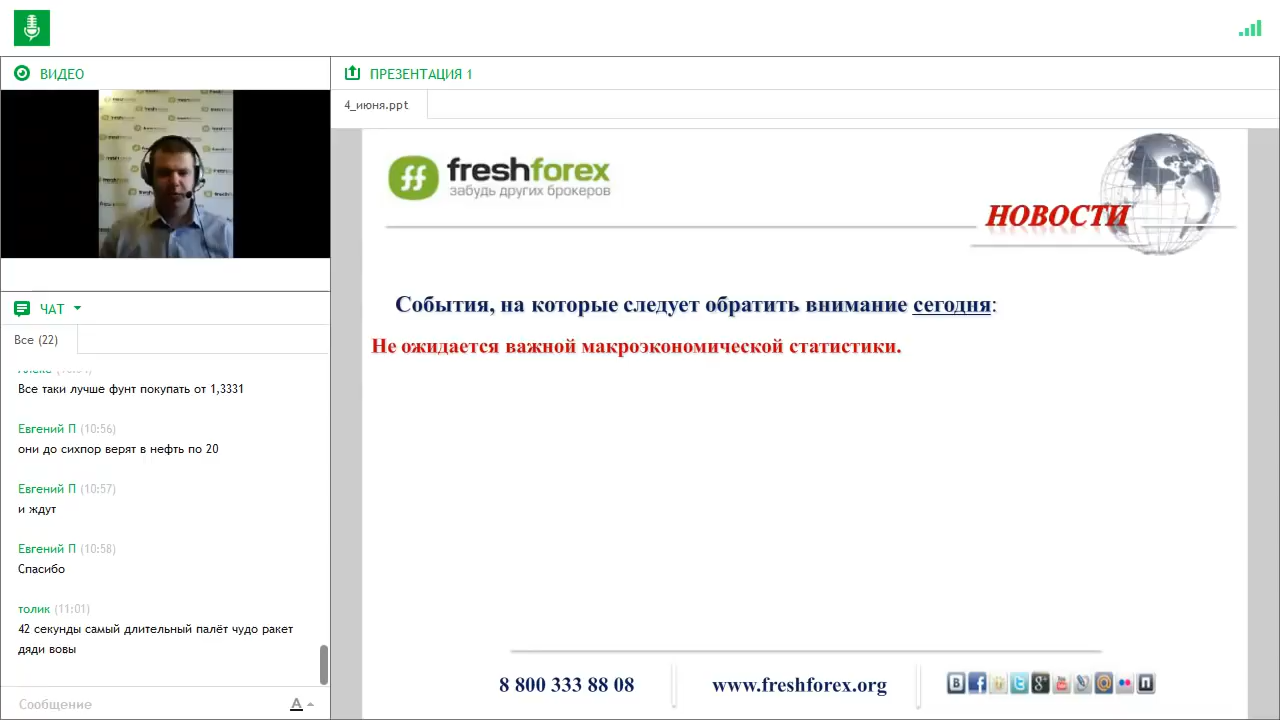 ВИДЕО
ПРЕЗЕНТАЦИЯ 1
4_июня.ppt
freshforex
забудь других брокеров
НОВОСТИ
События, на которые следует обратить внимание сегодня:
Не ожидается важной макроэкономической статистики.
8 800 333 88 08
www.freshforex.org
ЧАТ
Все (22)
Все таки лучше фунт покупать от 1,3331
Евгений П (10:56)
они до сихпор верят в нефть по 20
Евгений П (10:57)
и ждут
Евгений П (10:58)
Спасибо
толик (11:01)
42 секунды самый длительный палёт чудо ракет
дяди вовы
Сообщение
A